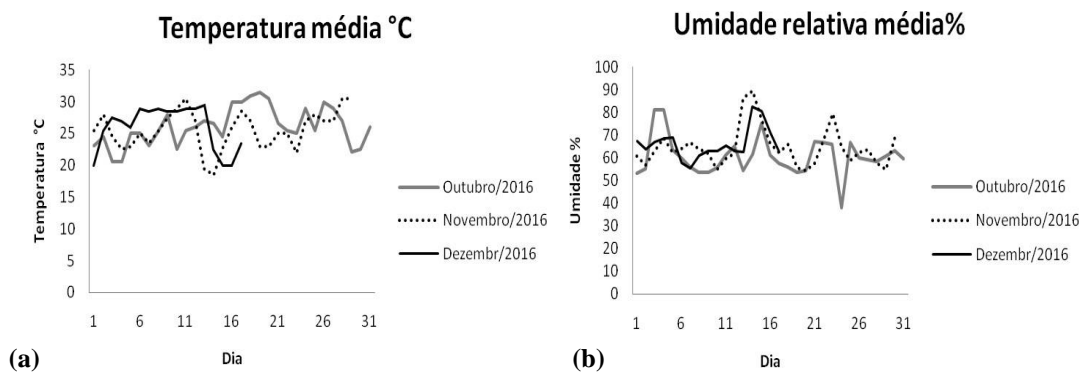 Temperatura média °C
35
30
25
20
15
10
5
0
Temperatura °C
1 6 11 16 21 26 31
Dia
Outubro/2016
Novembro/2016
Dezembr/2016
(a)
Umidade relativa média%
100
90
80
70
60
50
40
30
20
10
0
Umidade %
1 6 11 16 21 26 31
Dia
Outubro/2016
Novembro/2016
Dezembr/2016
(b)